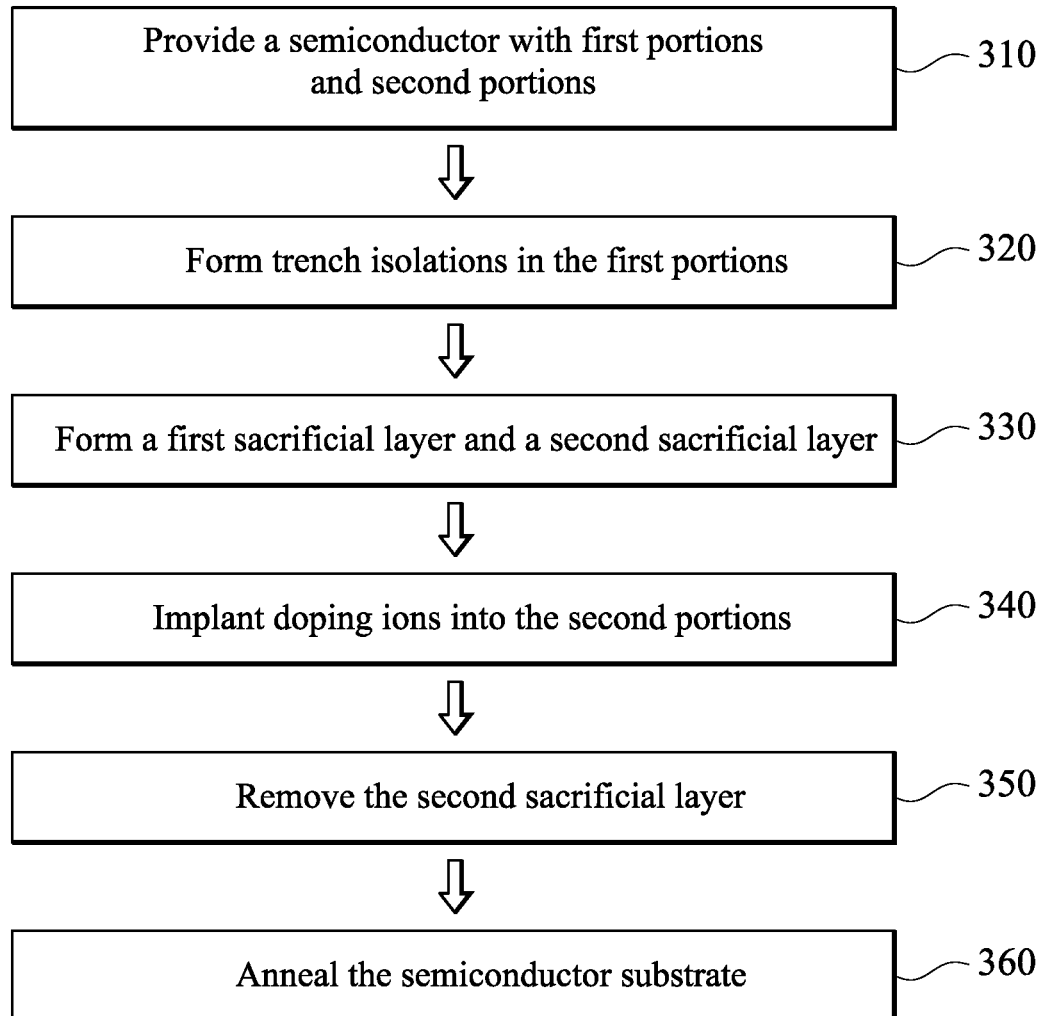 Provide a semiconductor with first portions
and second portions
310
Form trench isolations in the first portions
320
Form a first sacrificial layer and a second sacrificial layer
330
Implant doping ions into the second portions
340
Remove the second sacrificial layer
350
Anneal the semiconductor substrate
360